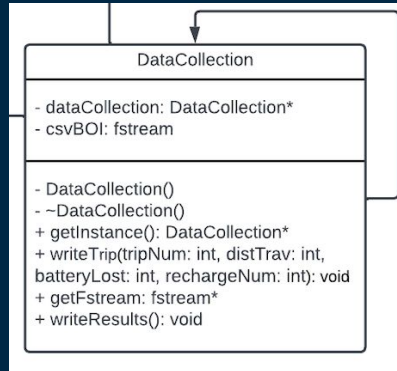 DataCollection
- dataCollection: DataCollection*
- csvBOI: fstream
- DataCollection()
- ~DataCollection()
+ getInstance(): DataCollection*
+ writeTrip(tripNum: int, distTrav: int,
batteryLost: int, rechargeNum: int): void
+ getFstream: fstream*
+ writeResults(): void